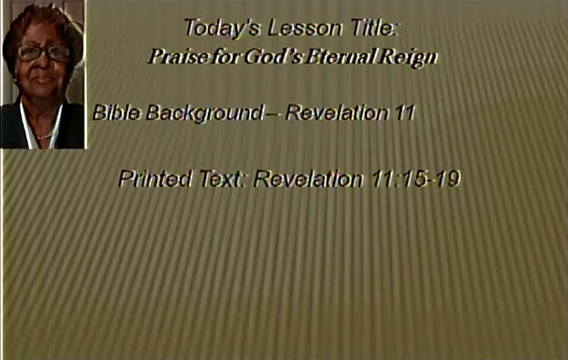 Today's Lesson Title:
Praise for God's Eternal Reign
Bible Background-- Revelation 11
Printed Text: Revelation 11:15-19